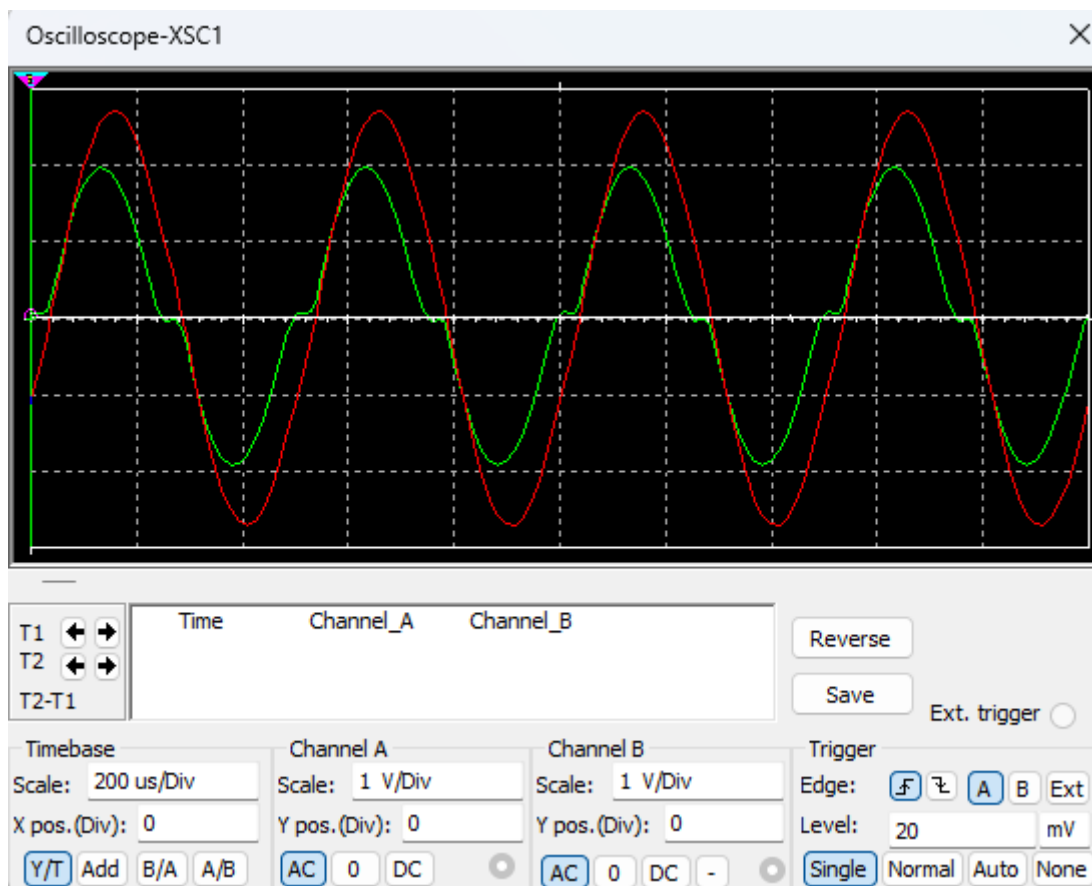 Oscilloscope-XSC1
T1
T2
T2-T1
Time Channel_A Channel_B
Reverse
Save
Ext. trigger
Timebase
Scale: 200 us/Div
X pos.(Div): 0
Y/T Add B/A A/B
Channel A
Scale: 1 V/Div
Y pos.(Div): 0
AC 0 DC
Channel B
Scale: 1 V/Div
Y pos.(Div): 0
AC 0 DC -
Trigger
Edge: A B Ext
Level: 20 mV
Single Normal Auto None